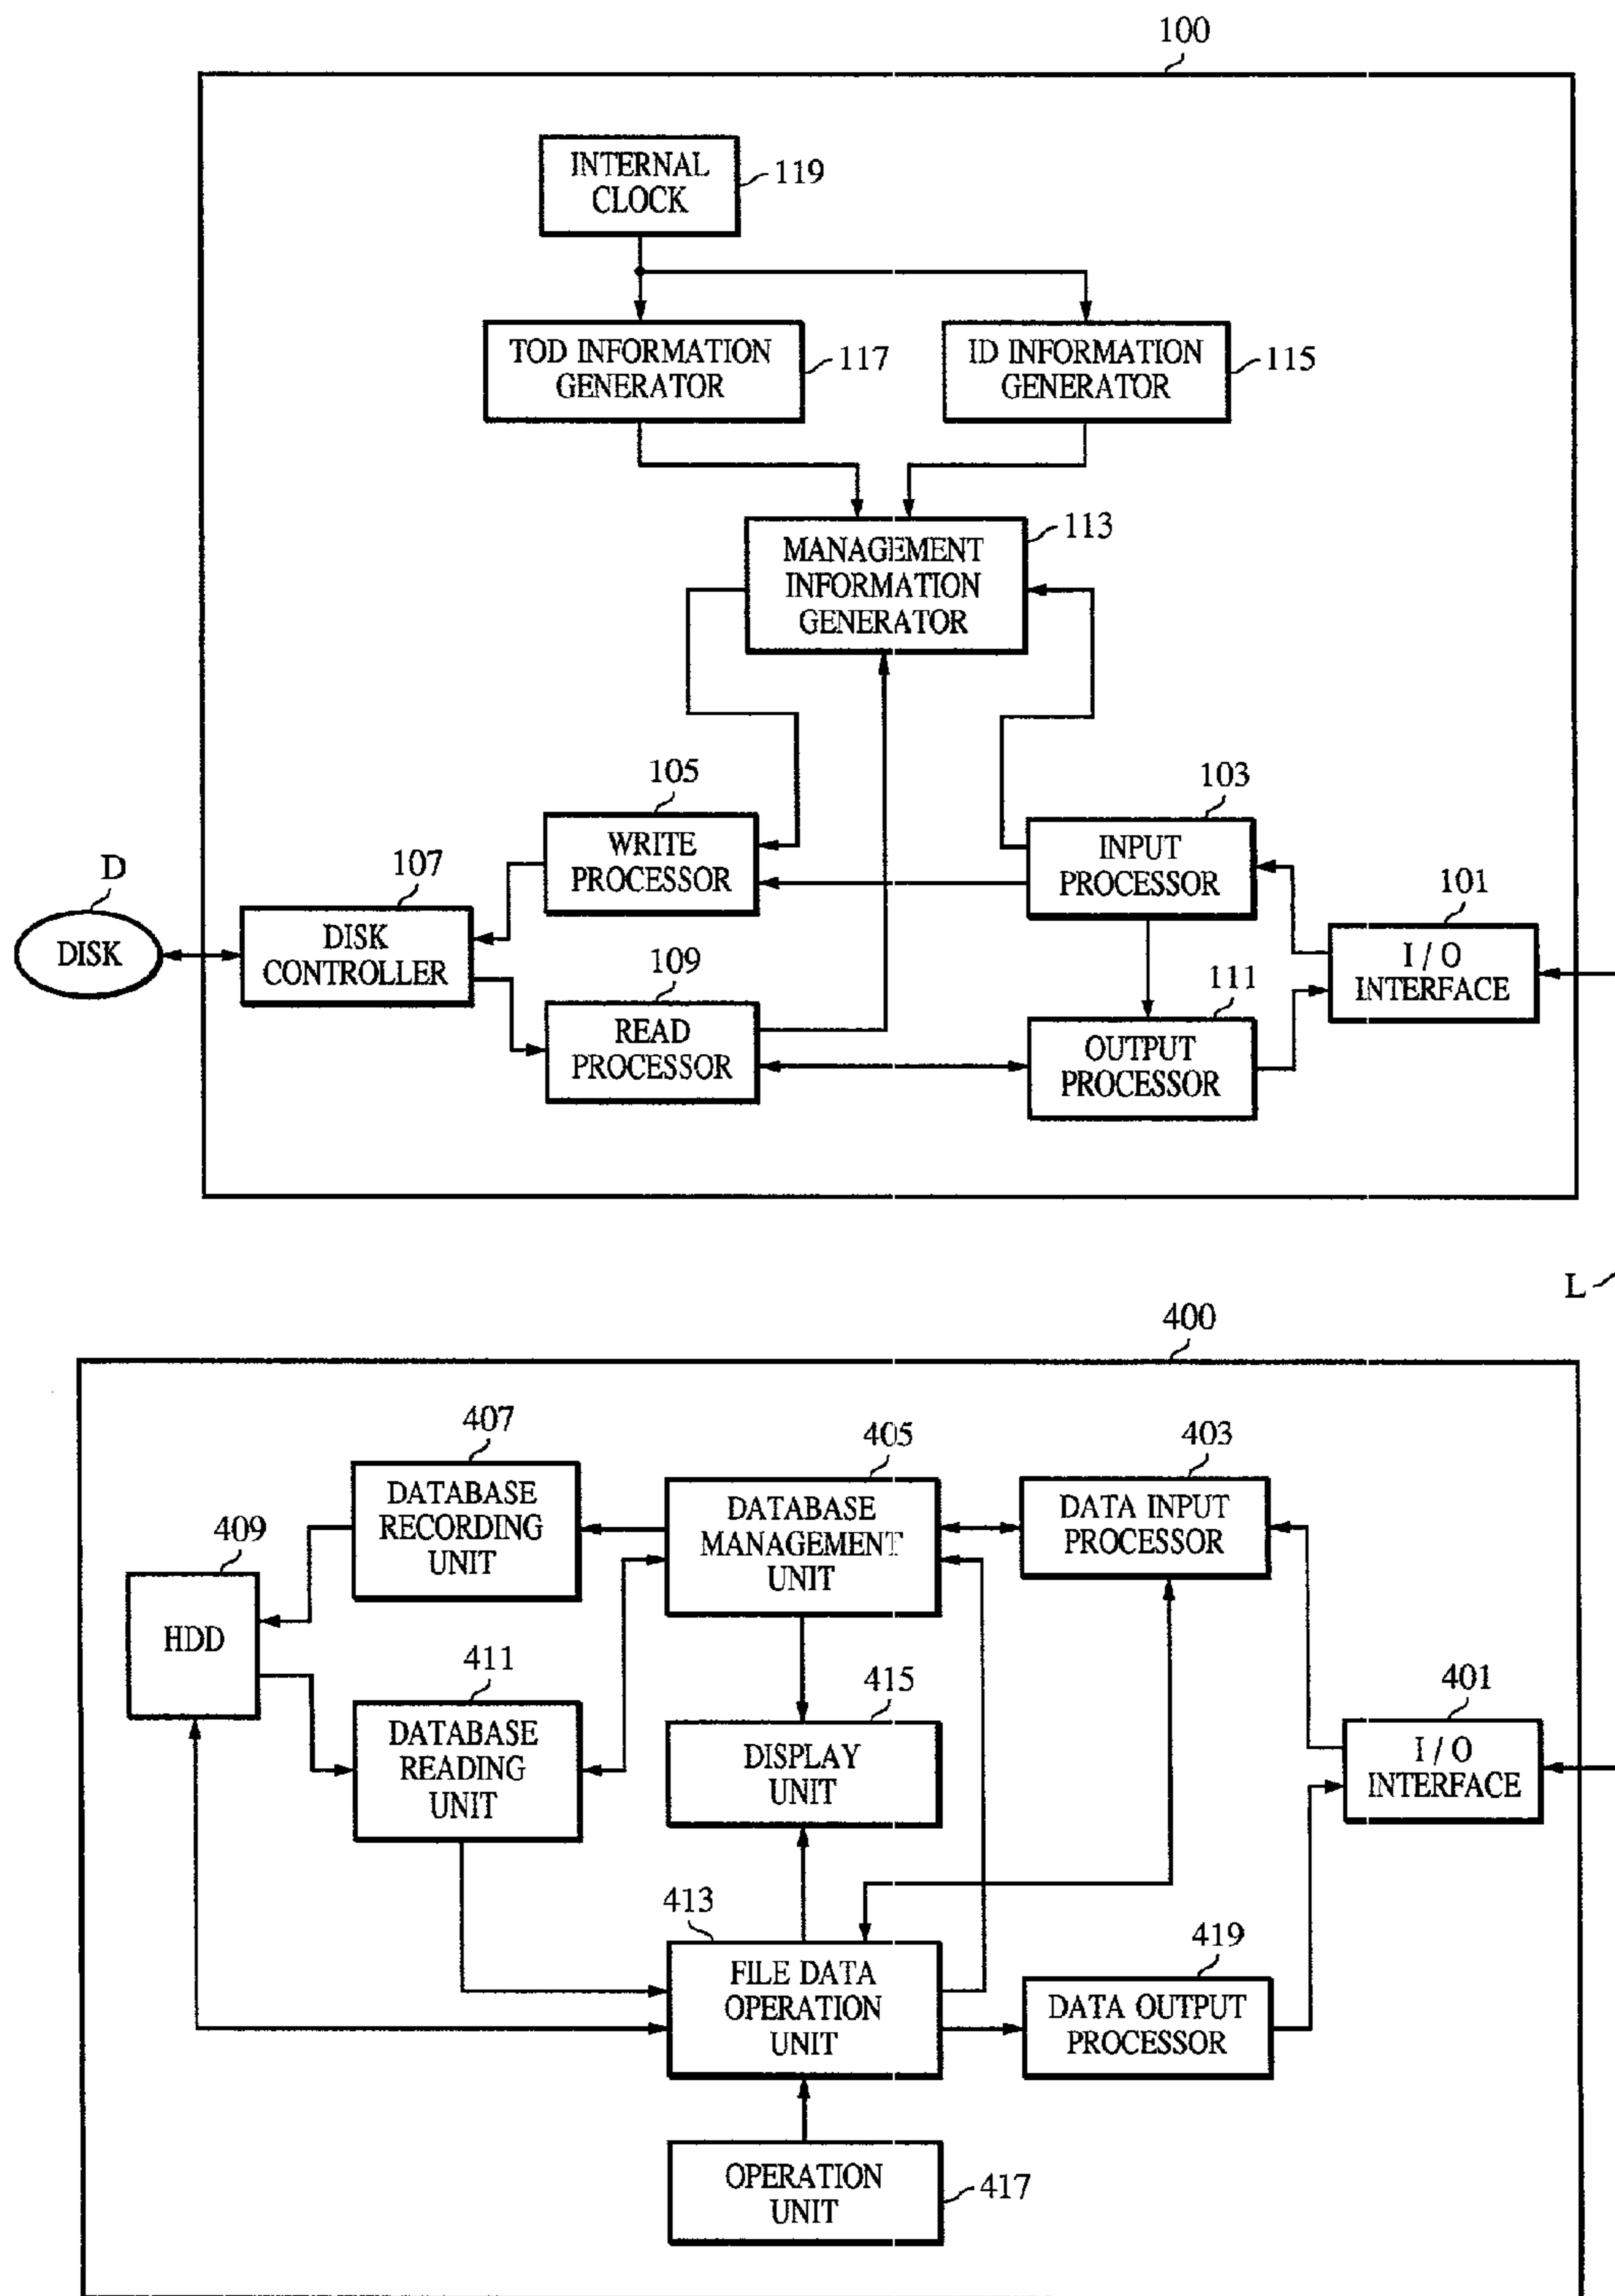 100
INTERNAL
CLOCK
119
TOD INFORMATION
GENERATOR
117
ID INFORMATION
GENERATOR
115
MANAGEMENT
INFORMATION
GENERATOR
113
105
WRITE
PROCESSOR
103
INPUT
PROCESSOR
D
DISK
107
DISK
CONTROLLER
101
I / O
INTERFACE
109
READ
PROCESSOR
111
OUTPUT
PROCESSOR
L
400
407
DATABASE
RECORDING
UNIT
405
DATABASE
MANAGEMENT
UNIT
403
DATA INPUT
PROCESSOR
409
HDD
411
DATABASE
READING
UNIT
415
DISPLAY
UNIT
401
I / O
INTERFACE
413
FILE DATA
OPERATION
UNIT
419
DATA OUTPUT
PROCESSOR
OPERATION
UNIT
417